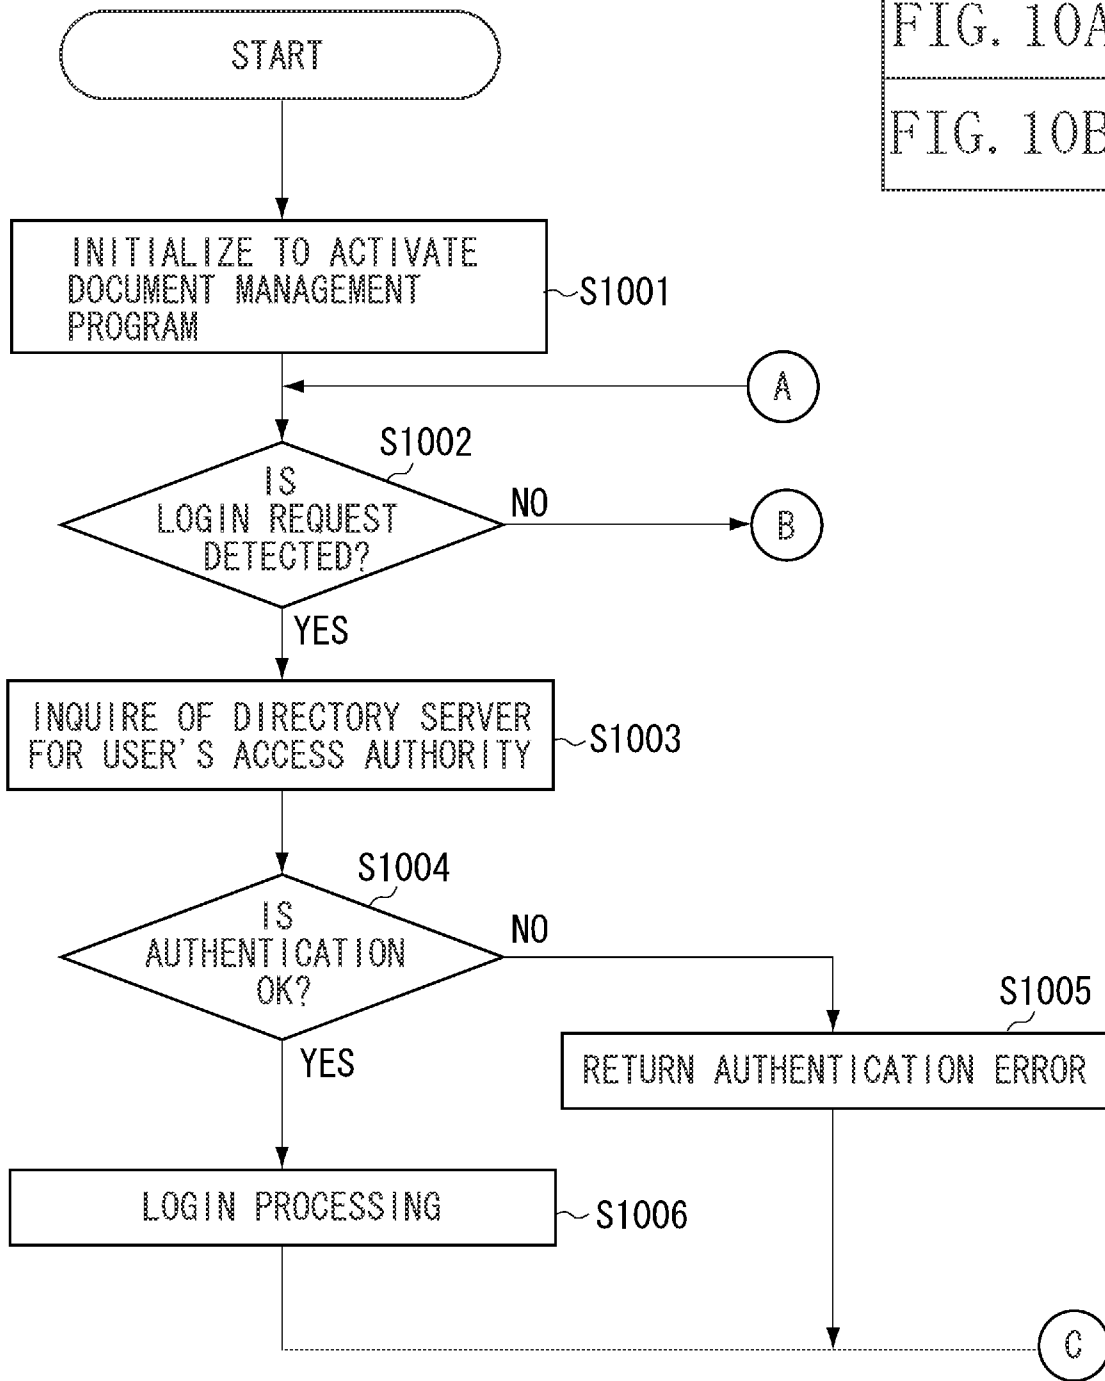 FIG. 10A
FIG. 10B
START
INITIALIZE TO ACTIVATE
DOCUMENT MANAGEMENT
PROGRAM
S1001
A
S1002
IS
LOGIN REQUEST
DETECTED?
NO
B
YES
INQUIRE OF DIRECTORY SERVER
FOR USER'S ACCESS AUTHORITY
S1003
S1004
IS
AUTHENTICATION
OK?
NO
YES
S1005
RETURN AUTHENTICATION ERROR
LOGIN PROCESSING
S1006
C